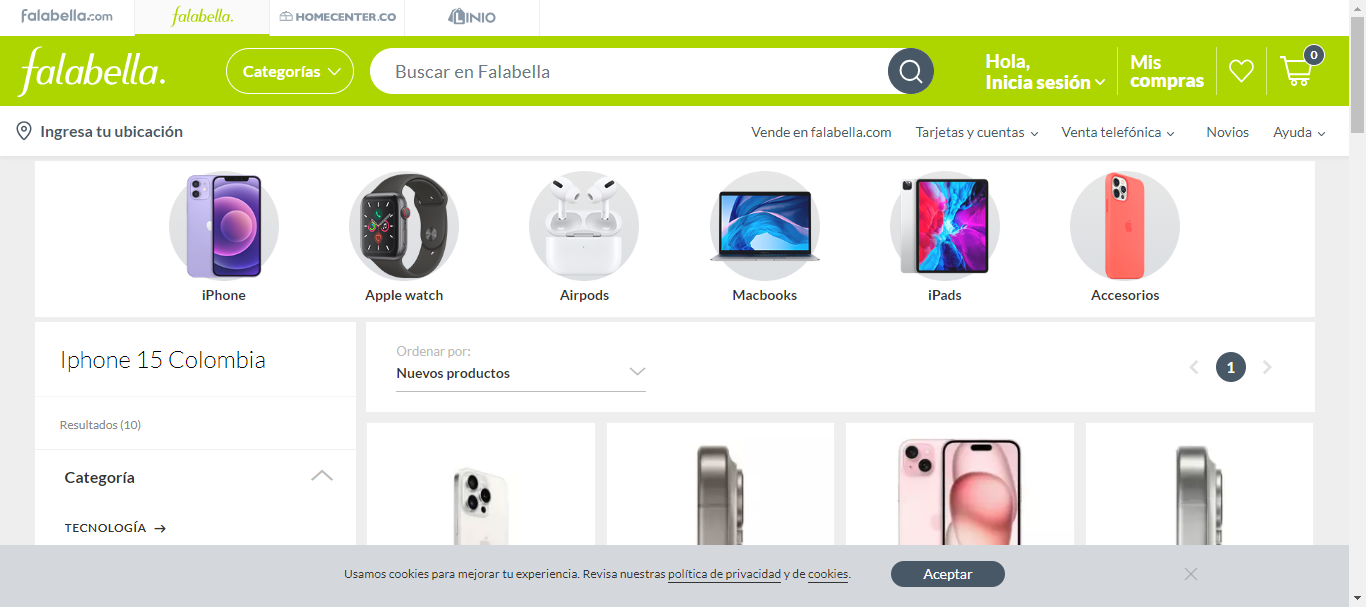 falabella.com
falabella.
HOMECENTER.CO
LINIO
falabella.
Categorías
Buscar en Falabella
Hola,
Inicia sesión
Mis
compras
0
Ingresa tu ubicación
Vende en falabella.com
Tarjetas y cuentas
Venta telefónica
Novios
Ayuda
iPhone
Apple watch
Airpods
Macbooks
iPads
Accesorios
Iphone 15 Colombia
Ordenar por:
Nuevos productos
1
Resultados (10)
Categoría
TECNOLOGÍA
Usamos cookies para mejorar tu experiencia. Revisa nuestras política de privacidad y de cookies.
Aceptar